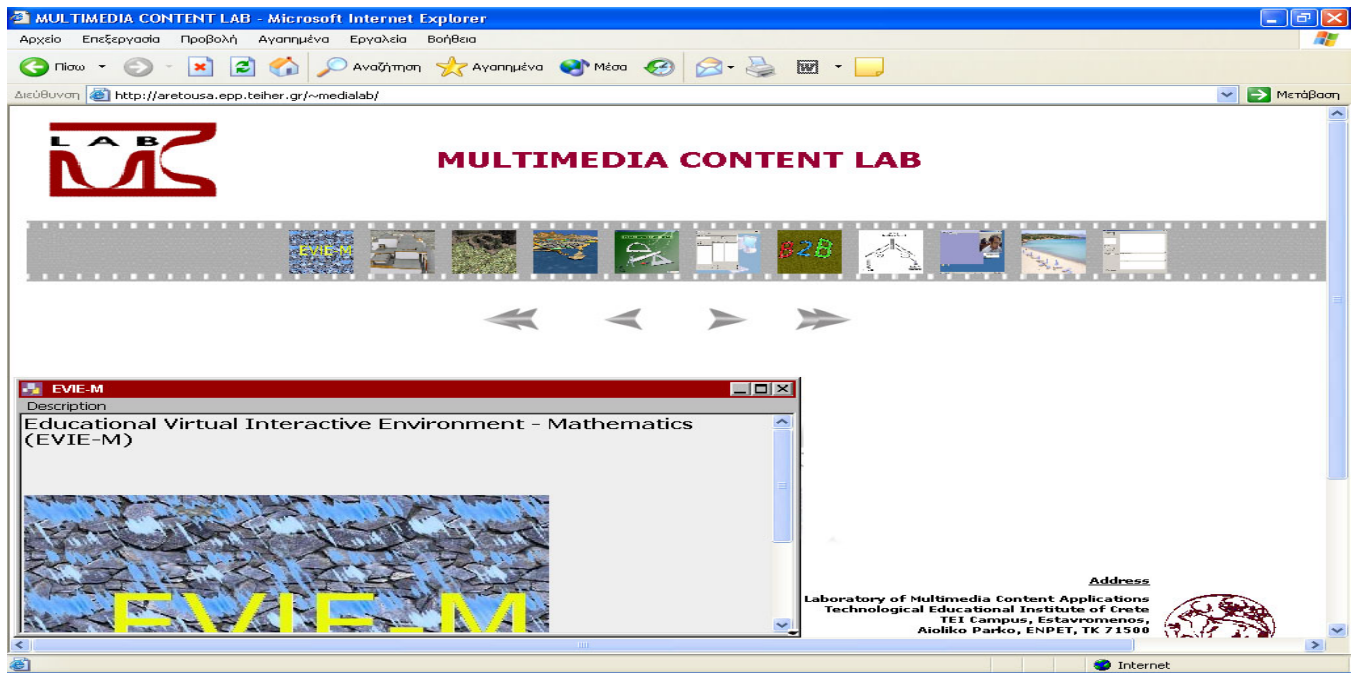 MULTIMEDIA CONTENT LAB - Microsoft Internet Explorer
Αρχείο Επεξεργασία Προβολή Αγαπημένα Εργαλεία Βοήθεια
Πίσω Αναζήτηση Αγαπημένα Μέσα
Διεύθυνση http://aretousa.epp.teiher.gr/~medialab/ Μετάβαση
LAB
MULTIMEDIA CONTENT LAB
EVIE-M
B2B
EVIE-M
Description
Educational Virtual Interactive Environment - Mathematics
(EVIE-M)
EVIE-M
Address
Laboratory of Multimedia Content Applications
Technological Educational Institute of Crete
TEI Campus, Estavromenos,
Aioliko Parko, ENPET, TK 71500
Internet